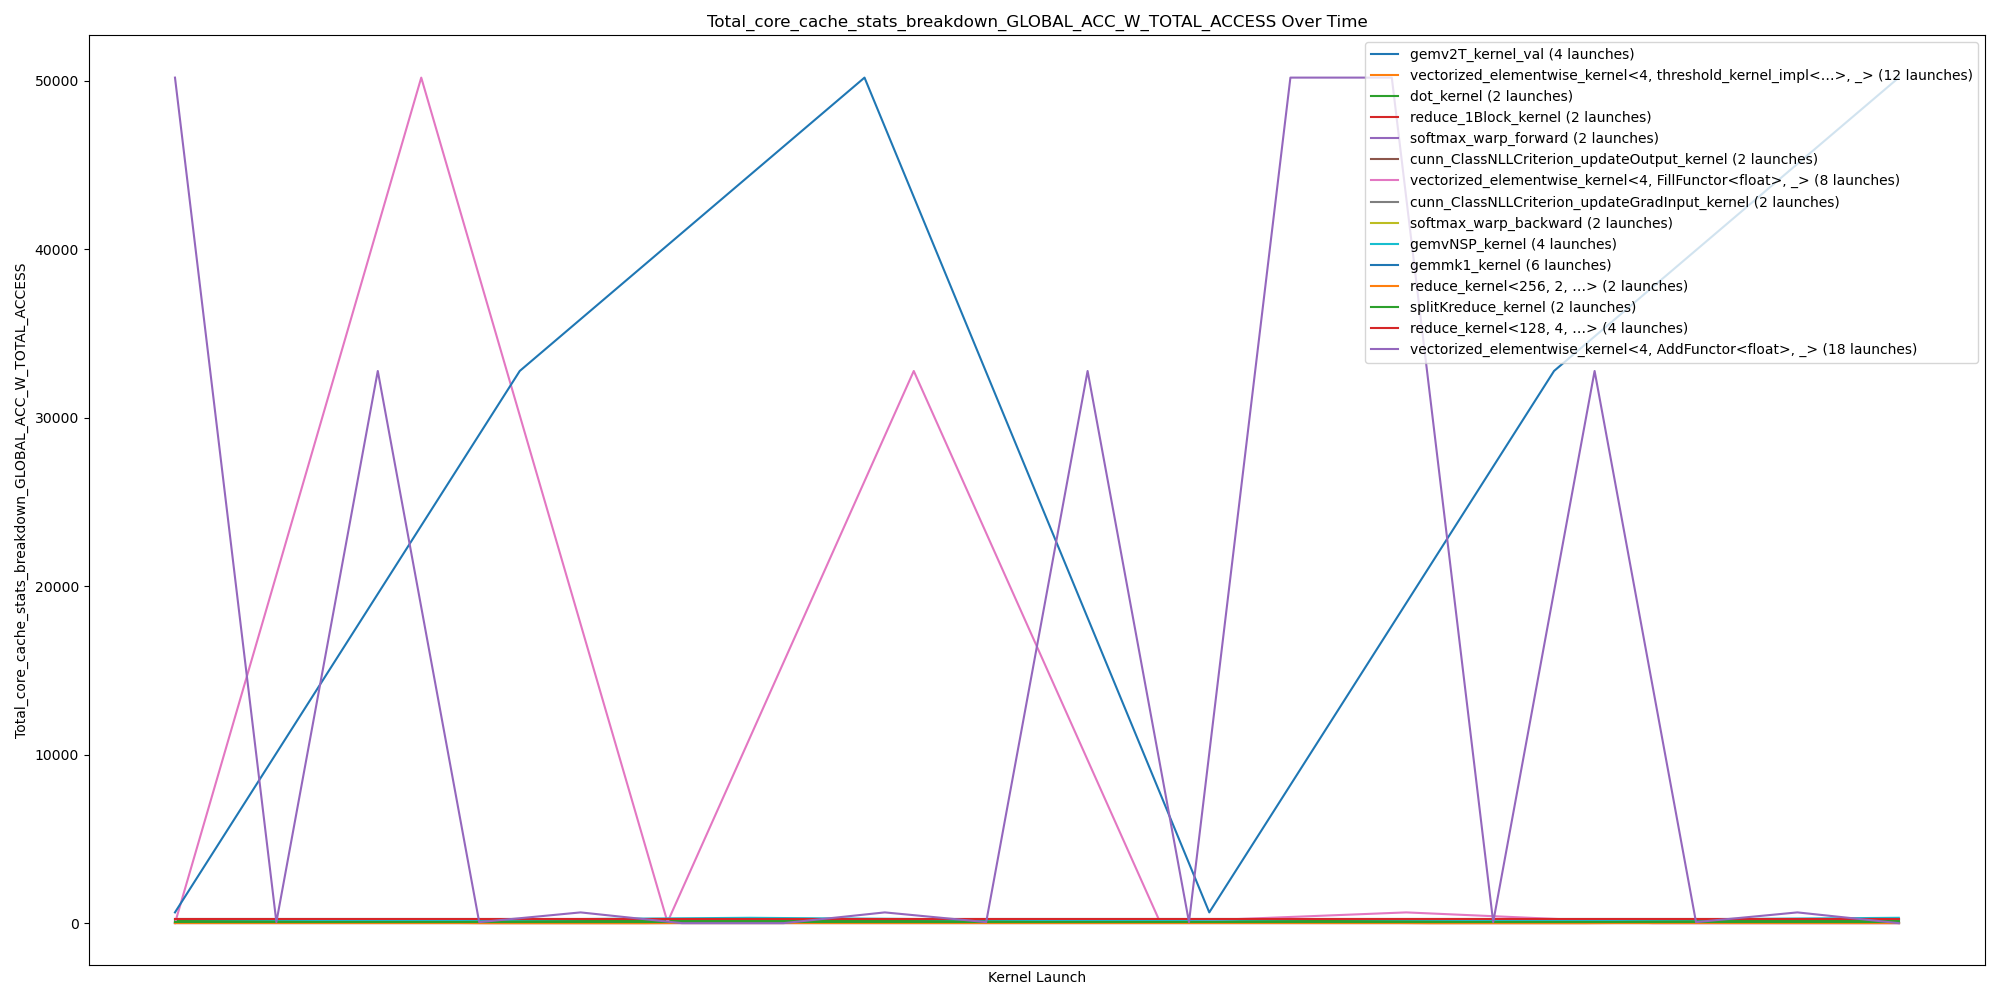 Total_core_cache_stats_breakdown_GLOBAL_ACC_W_TOTAL_ACCESS Over Time
gemv2T_kernel_val (4 launches)
vectorized_elementwise_kernel<4, threshold_kernel_impl<...>, _> (12 launches)
dot_kernel (2 launches)
reduce_1Block_kernel (2 launches)
softmax_warp_forward (2 launches)
cunn_ClassNLLCriterion_updateOutput_kernel (2 launches)
vectorized_elementwise_kernel<4, FillFunctor<float>, _> (8 launches)
cunn_ClassNLLCriterion_updateGradInput_kernel (2 launches)
softmax_warp_backward (2 launches)
gemvNSP_kernel (4 launches)
gemmk1_kernel (6 launches)
reduce_kernel<256, 2, ...> (2 launches)
splitKreduce_kernel (2 launches)
reduce_kernel<128, 4, ...> (4 launches)
vectorized_elementwise_kernel<4, AddFunctor<float>, _> (18 launches)
Total_core_cache_stats_breakdown_GLOBAL_ACC_W_TOTAL_ACCESS
50000
40000
30000
20000
10000
0
Kernel Launch